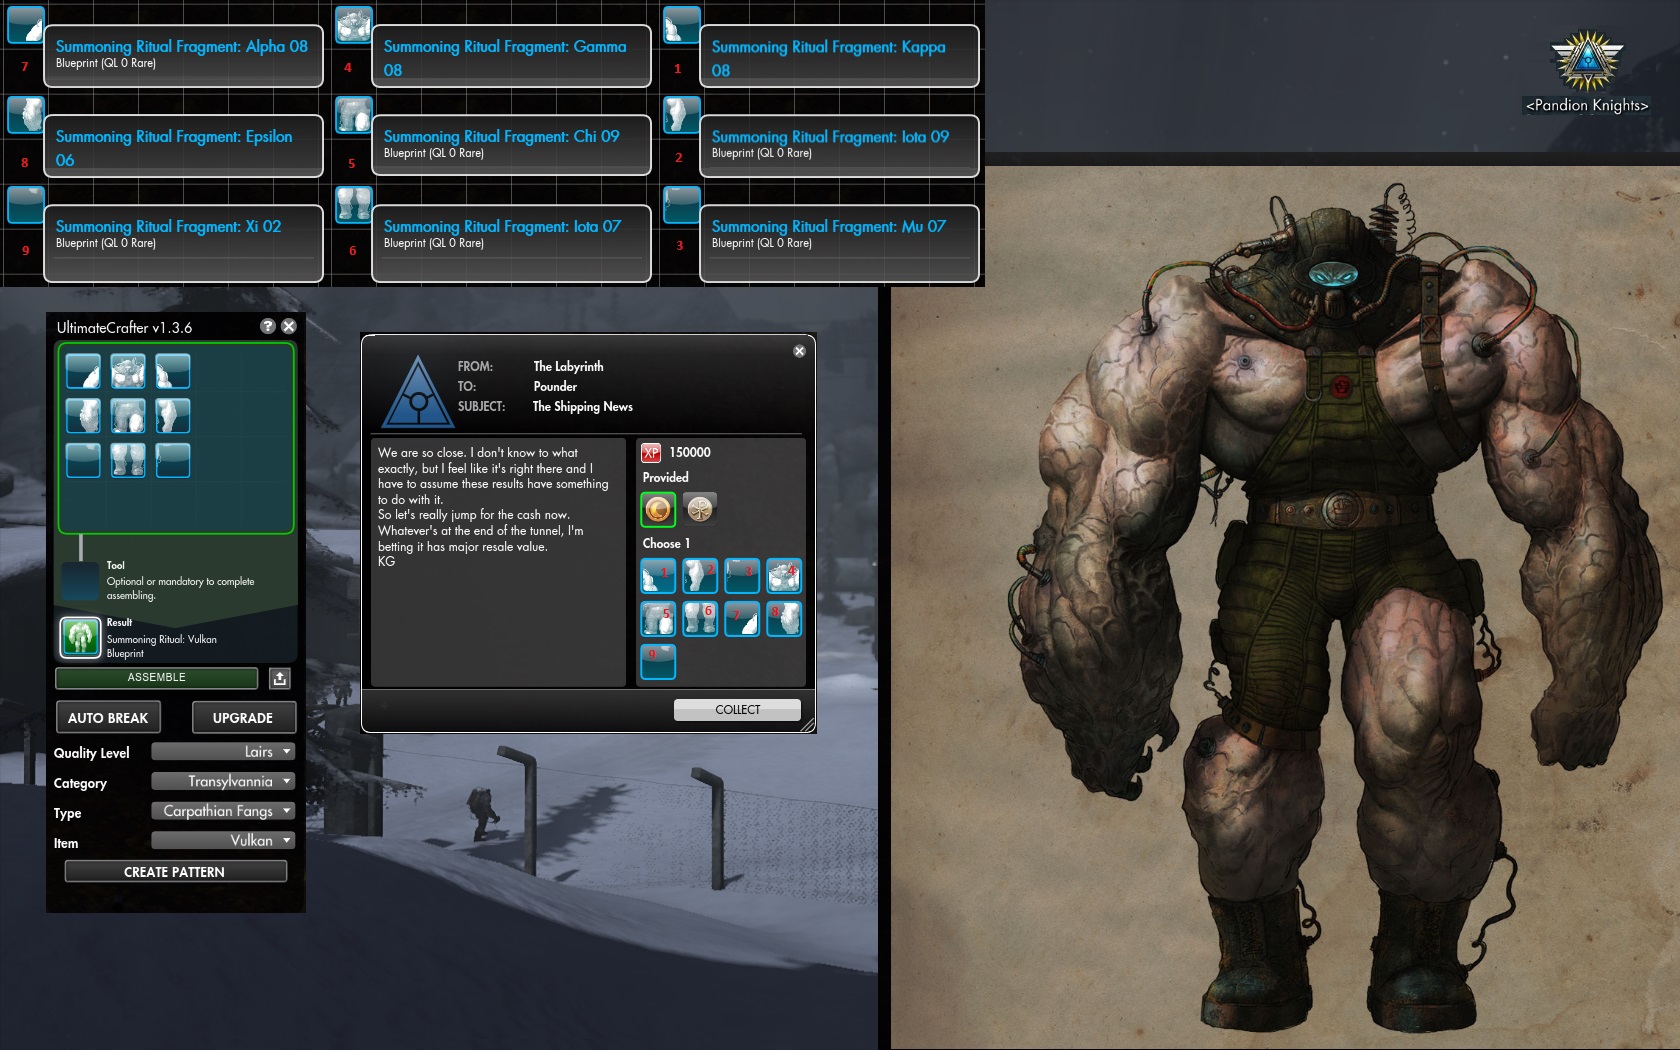 Summoning Ritual Fragment: Alpha 08
Blueprint (QL 0 Rare)
7
Summoning Ritual Fragment: Gamma
08
4
Summoning Ritual Fragment: Kappa
08
1
Summoning Ritual Fragment: Epsilon
06
8
Summoning Ritual Fragment: Chi 09
Blueprint (QL 0 Rare)
5
Summoning Ritual Fragment: Iota 09
Blueprint (QL 0 Rare)
2
Summoning Ritual Fragment: Xi 02
Blueprint (QL 0 Rare)
9
Summoning Ritual Fragment: Iota 07
Blueprint (QL 0 Rare)
6
Summoning Ritual Fragment: Mu 07
Blueprint (QL 0 Rare)
3
<Pandion Knights>
UltimateCrafter v1.3.6
?
Tool
Optional or mandatory to complete
assembling.
Result
Summoning Ritual: Vulkan
Blueprint
ASSEMBLE
AUTO BREAK
UPGRADE
Quality Level
Lairs
Category
Transylvannia
Type
Carpathian Fangs
Item
Vulkan
CREATE PATTERN
FROM: The Labyrinth
TO: Pounder
SUBJECT: The Shipping News
We are so close. I don't know to what
exactly, but I feel like it's right there and I
have to assume these results have something
to do with it.
So let's really jump for the cash now.
Whatever's at the end of the tunnel, I'm
betting it has major resale value.
KG
XP 150000
Provided
Choose 1
1 2 3 4
5 6 7 8
9
COLLECT